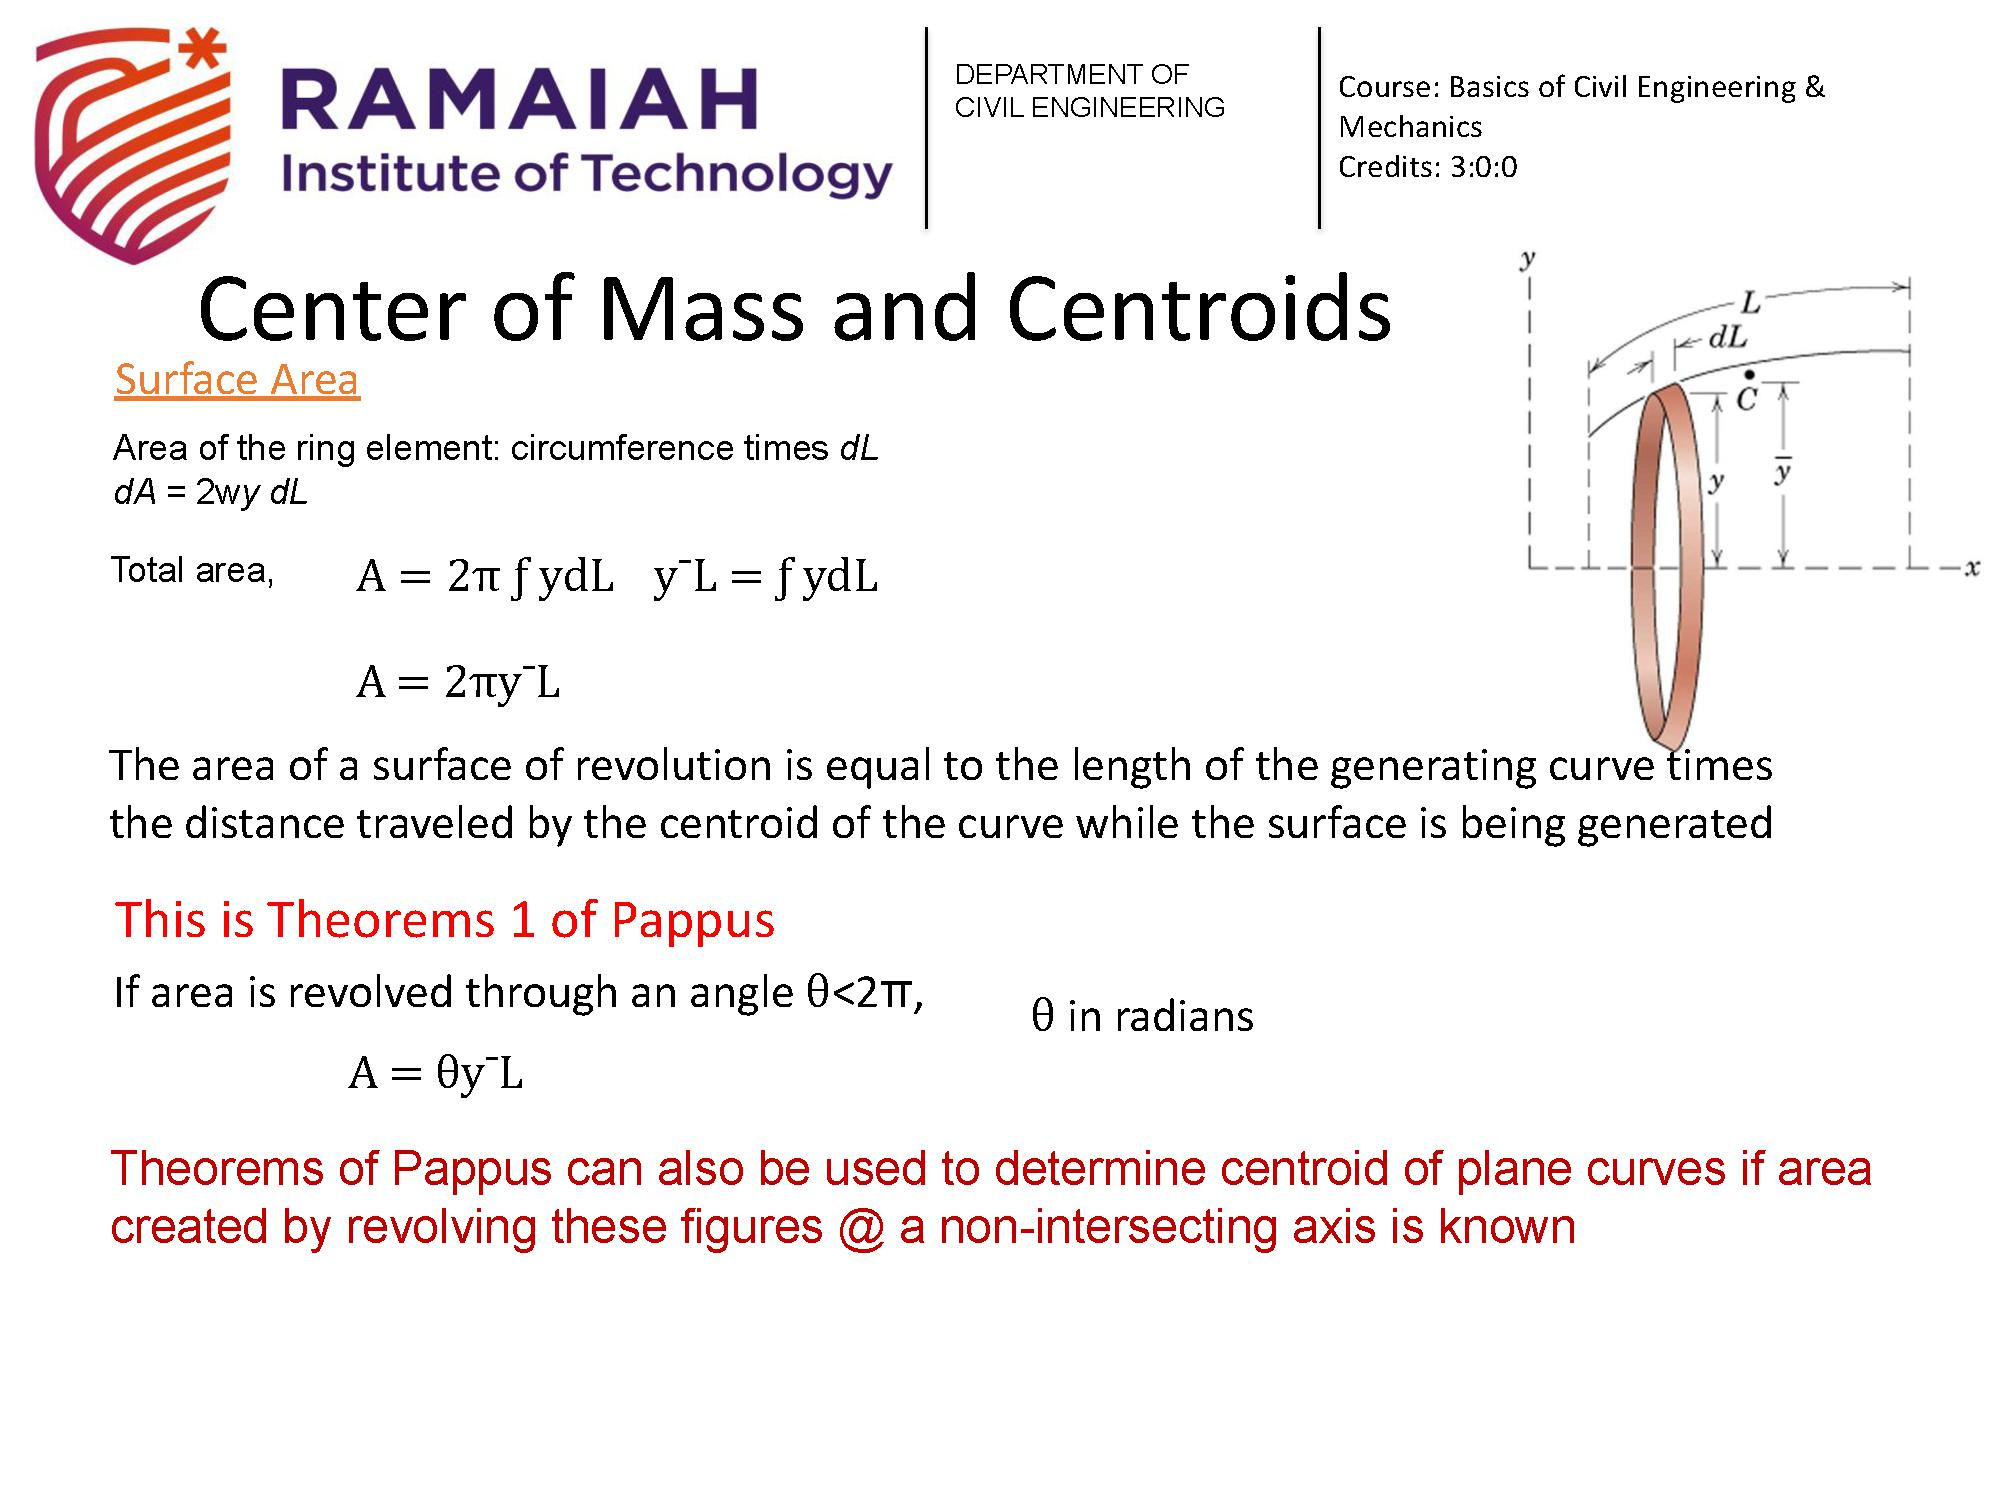 RAMAIAH
Institute of Technology
DEPARTMENT OF
CIVIL ENGINEERING
Course: Basics of Civil Engineering &
Mechanics
Credits: 3:0:0
Center of Mass and Centroids
Surface Area
Area of the ring element: circumference times dL
dA = 2wy dL
Total area,
A = 2π ƒ ydL y¯L = ƒ ydL
A = 2πy¯L
y
L
dL
C
y
y̅
x
The area of a surface of revolution is equal to the length of the generating curve times
the distance traveled by the centroid of the curve while the surface is being generated
This is Theorems 1 of Pappus
If area is revolved through an angle θ<2π,
θ in radians
A = θy¯L
Theorems of Pappus can also be used to determine centroid of plane curves if area
created by revolving these figures @ a non-intersecting axis is known